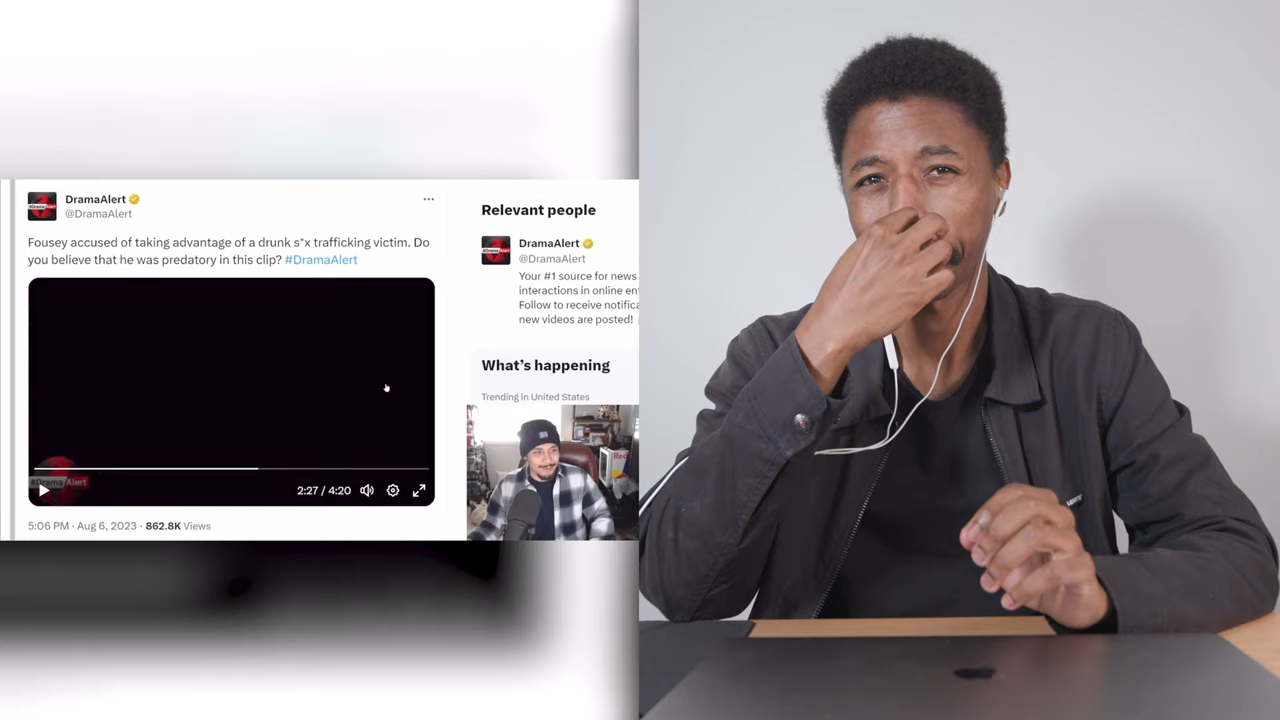 DramaAlert
@DramaAlert
Fousey accused of taking advantage of a drunk s*x trafficking victim. Do
you believe that he was predatory in this clip? #DramaAlert
#DramaAlert
2:27 / 4:20
5:06 PM · Aug 6, 2023 · 862.8K Views
Relevant people
DramaAlert
@DramaAlert
Your #1 source for news
interactions in online en
Follow to receive notifica
new videos are posted!
What's happening
Trending in United States
Red
Levi's